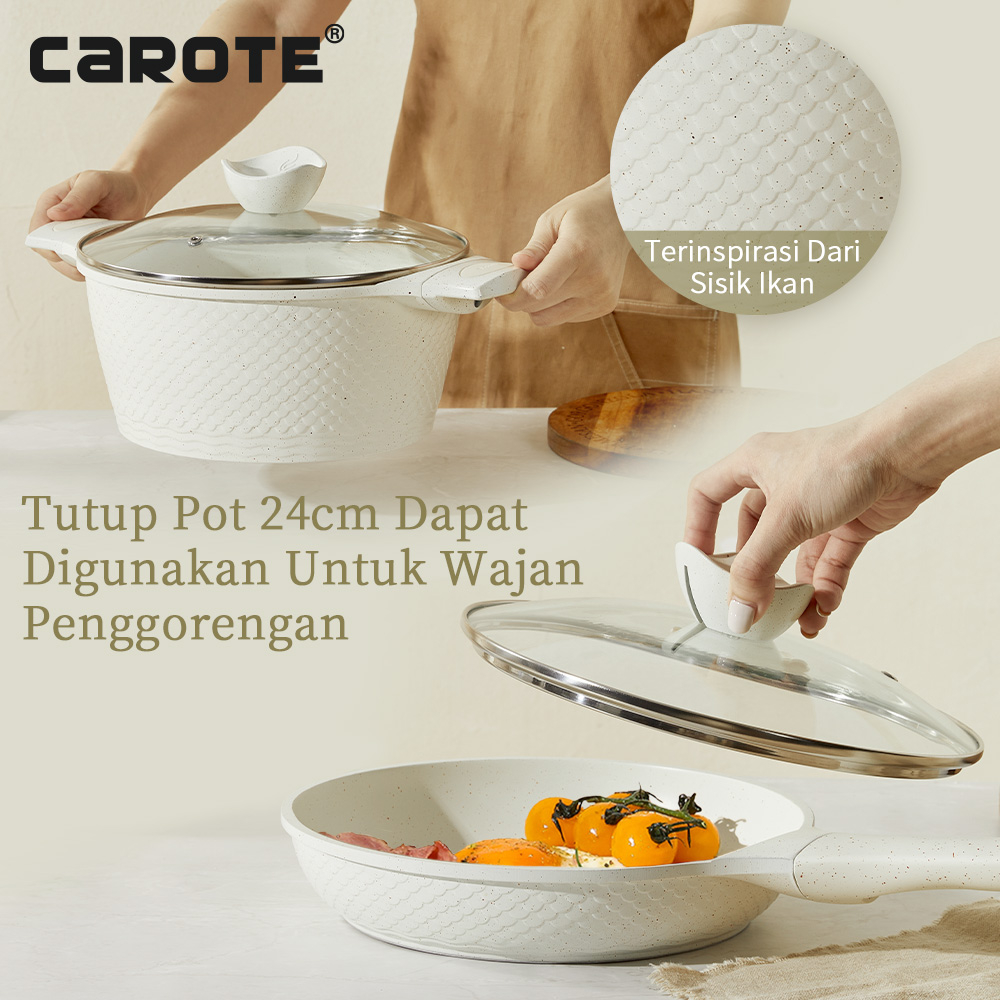 CAROTE®
Terinspirasi Dari
Sisik Ikan
Tutup Pot 24cm Dapat
Digunakan Untuk Wajan
Penggorengan